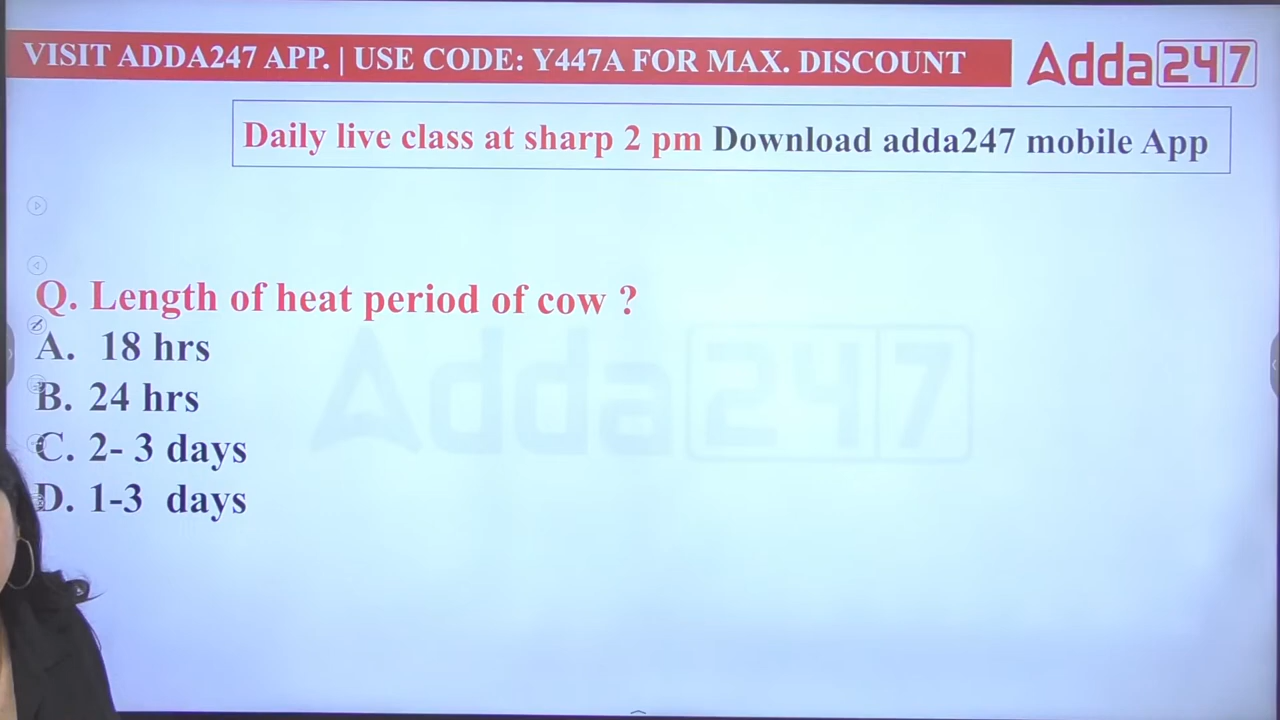 VISIT ADDA247 APP. | USE CODE: Y447A FOR MAX. DISCOUNT
Adda247
Daily live class at sharp 2 pm Download adda247 mobile App
Q. Length of heat period of cow ?
A. 18 hrs
B. 24 hrs
C. 2- 3 days
D. 1-3 days
Adda247